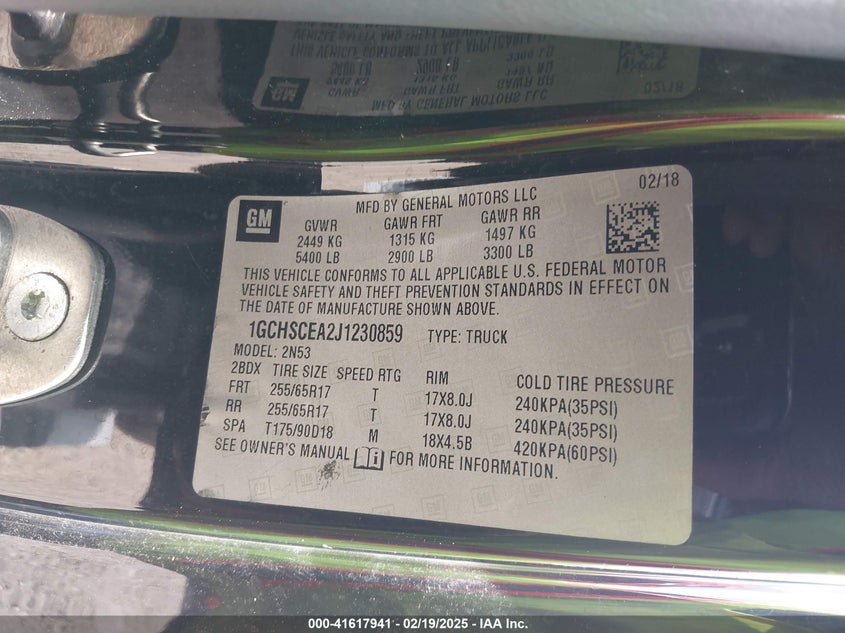 MFD BY GENERAL MOTORS LLC
02/18
GM
GVWR GAWR FRT GAWR RR
2449 KG 1315 KG 1497 KG
5400 LB 2900 LB 3300 LB
THIS VEHICLE CONFORMS TO ALL APPLICABLE U.S. FEDERAL MOTOR
VEHICLE SAFETY AND THEFT PREVENTION STANDARDS IN EFFECT ON
THE DATE OF MANUFACTURE SHOWN ABOVE.
1GCHSCEA2J1230859 TYPE: TRUCK
MODEL: 2N53
2BDX TIRE SIZE SPEED RTG RIM COLD TIRE PRESSURE
FRT 255/65R17 T 17X8.0J 240KPA(35PSI)
RR 255/65R17 T 17X8.0J 240KPA(35PSI)
SPA T175/90D18 M 18X4.5B 420KPA(60PSI)
SEE OWNER'S MANUAL FOR MORE INFORMATION.
000-41617941 - 02/19/2025 - IAA Inc.